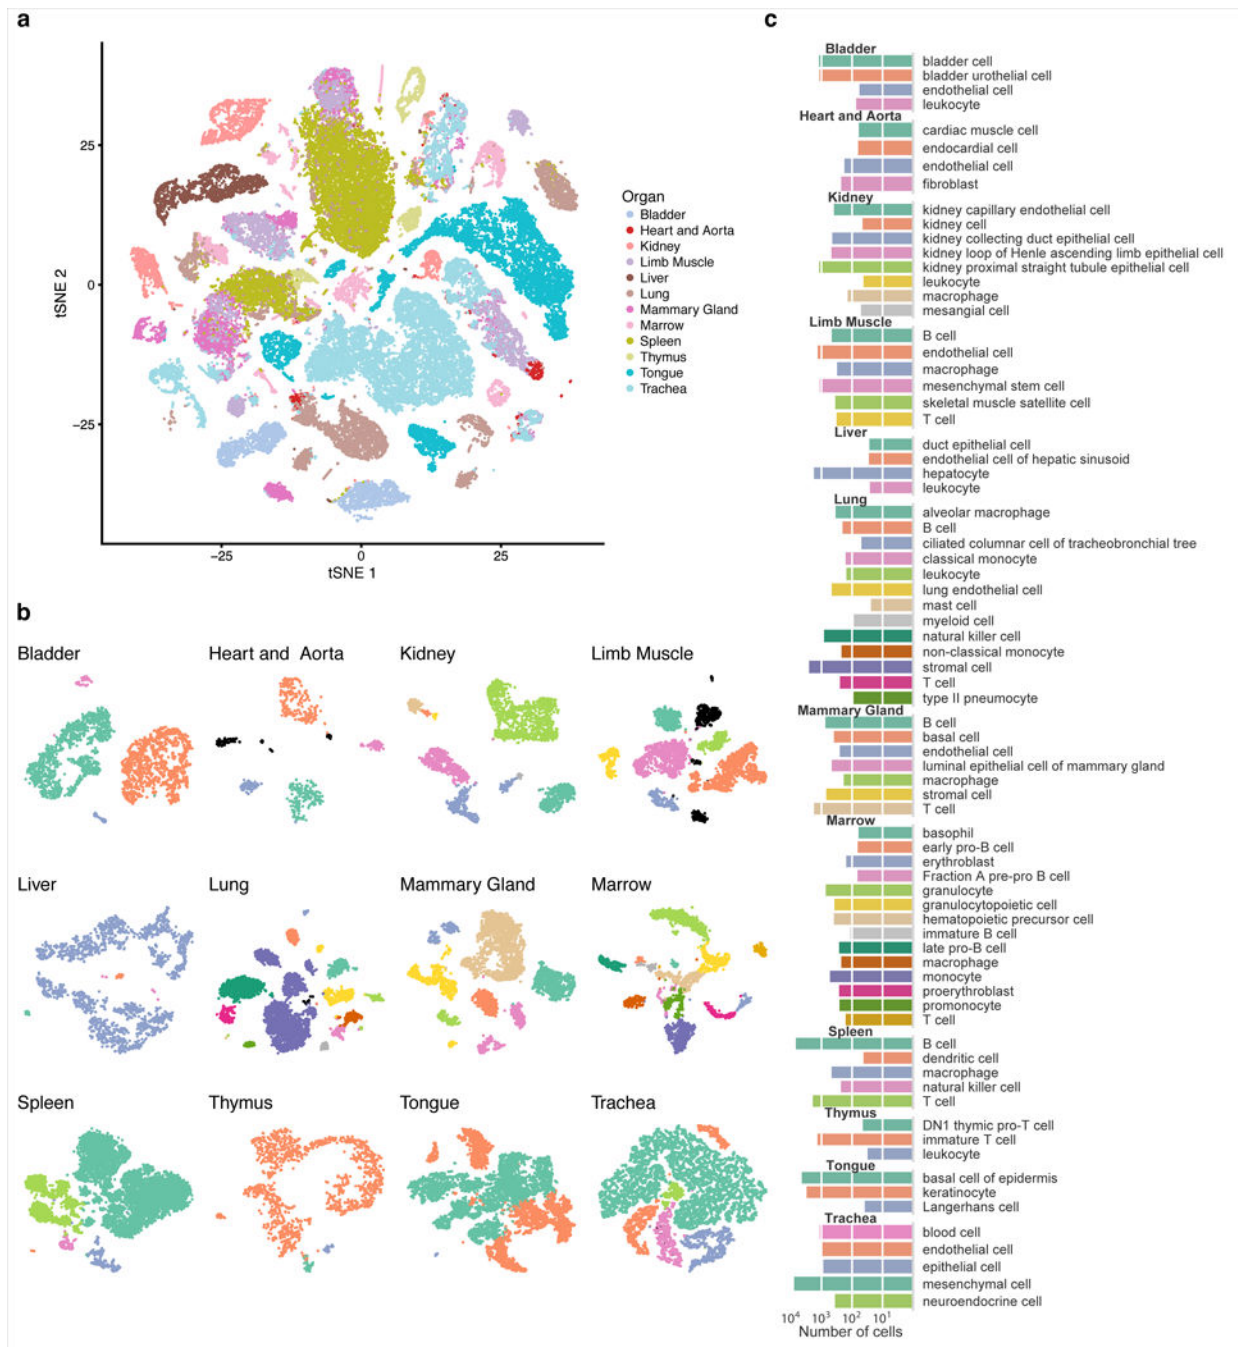 a
tSNE 2
25
0
−25
−25
0
25
tSNE 1
Organ
Bladder
Heart and Aorta
Kidney
Limb Muscle
Liver
Lung
Mammary Gland
Marrow
Spleen
Thymus
Tongue
Trachea
b
Bladder
Heart and Aorta
Kidney
Limb Muscle
Liver
Lung
Mammary Gland
Marrow
Spleen
Thymus
Tongue
Trachea
c
Bladder
bladder cell
bladder urothelial cell
endothelial cell
leukocyte
Heart and Aorta
cardiac muscle cell
endocardial cell
endothelial cell
fibroblast
Kidney
kidney capillary endothelial cell
kidney cell
kidney collecting duct epithelial cell
kidney loop of Henle ascending limb epithelial cell
kidney proximal straight tubule epithelial cell
leukocyte
macrophage
mesangial cell
Limb Muscle
B cell
endothelial cell
macrophage
mesenchymal stem cell
skeletal muscle satellite cell
T cell
Liver
duct epithelial cell
endothelial cell of hepatic sinusoid
hepatocyte
leukocyte
Lung
alveolar macrophage
B cell
ciliated columnar cell of tracheobronchial tree
classical monocyte
leukocyte
lung endothelial cell
mast cell
myeloid cell
natural killer cell
non-classical monocyte
stromal cell
T cell
type II pneumocyte
Mammary Gland
B cell
basal cell
endothelial cell
luminal epithelial cell of mammary gland
macrophage
stromal cell
T cell
Marrow
basophil
early pro-B cell
erythroblast
Fraction A pre-pro B cell
granulocyte
granulocytopoietic cell
hematopoietic precursor cell
immature B cell
late pro-B cell
macrophage
monocyte
proerythroblast
promonocyte
T cell
Spleen
B cell
dendritic cell
macrophage
natural killer cell
T cell
Thymus
DN1 thymic pro-T cell
immature T cell
leukocyte
Tongue
basal cell of epidermis
keratinocyte
Langerhans cell
Trachea
blood cell
endothelial cell
epithelial cell
mesenchymal cell
neuroendocrine cell
10⁴ 10³ 10² 10¹
Number of cells